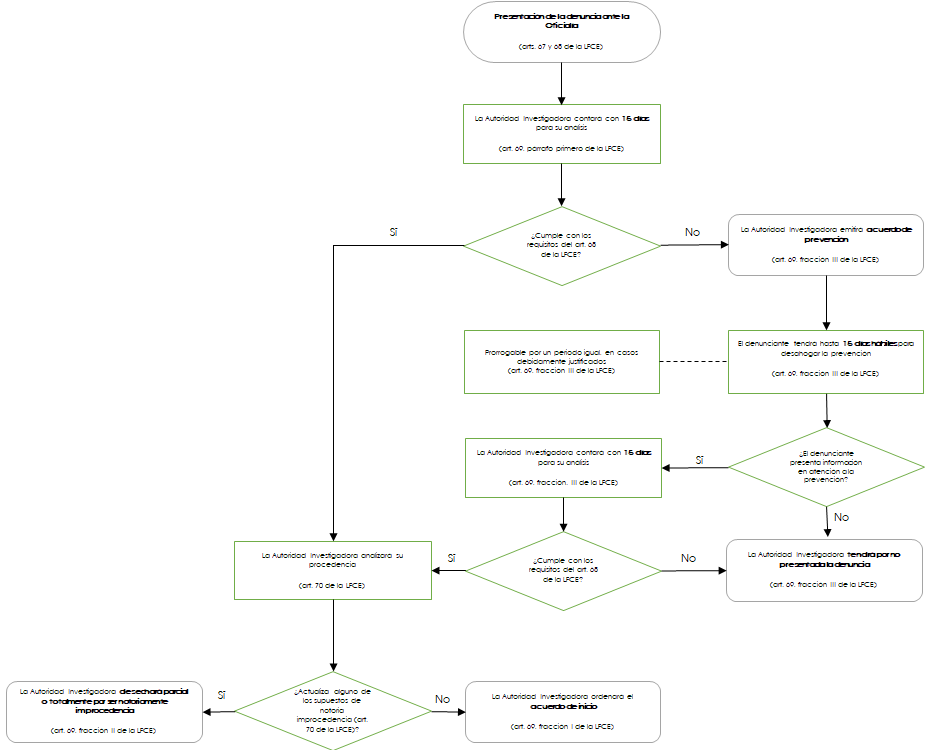 Presentación de la denuncia ante la
Oficialía
(arts. 67 y 68 de la LFCE)
La Autoridad Investigadora contará con 15 días
para su análisis
(art. 69, párrafo primero de la LFCE)
¿Cumple con los
requisitos del art. 68
de la LFCE?
Sí
No
La Autoridad Investigadora emitirá acuerdo de
prevención
(art. 69, fracción III de la LFCE)
Prorrogable por un periodo igual, en casos
debidamente justificados
(art. 69, fracción III de la LFCE)
El denunciante tendrá hasta 15 días hábiles para
desahogar la prevención
(art. 69, fracción III de la LFCE)
¿El denunciante
presenta información
en atención a la
prevención?
Sí
No
La Autoridad Investigadora contará con 15 días
para su análisis
(art. 69, fracción. III de la LFCE)
¿Cumple con los
requisitos del art. 68
de la LFCE?
Sí
No
La Autoridad Investigadora tendrá por no
presentada la denuncia
(art. 69, fracción III de la LFCE)
La Autoridad Investigadora analizará su
procedencia
(art. 70 de la LFCE)
¿Actualiza alguno de
los supuestos de
notoria
improcedencia (art.
70 de la LFCE)?
Sí
No
La Autoridad Investigadora desechará parcial
o totalmente por ser notoriamente
improcedencia
(art. 69, fracción II de la LFCE)
La Autoridad Investigadora ordenará el
acuerdo de inicio
(art. 69, fracción I de la LFCE)